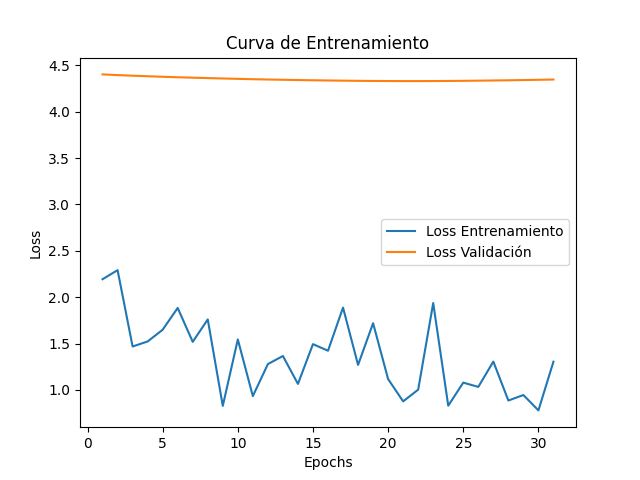 Curva de Entrenamiento
4.5
4.0
3.5
3.0
2.5
2.0
1.5
1.0
Loss
Loss Entrenamiento
Loss Validación
0 5 10 15 20 25 30
Epochs